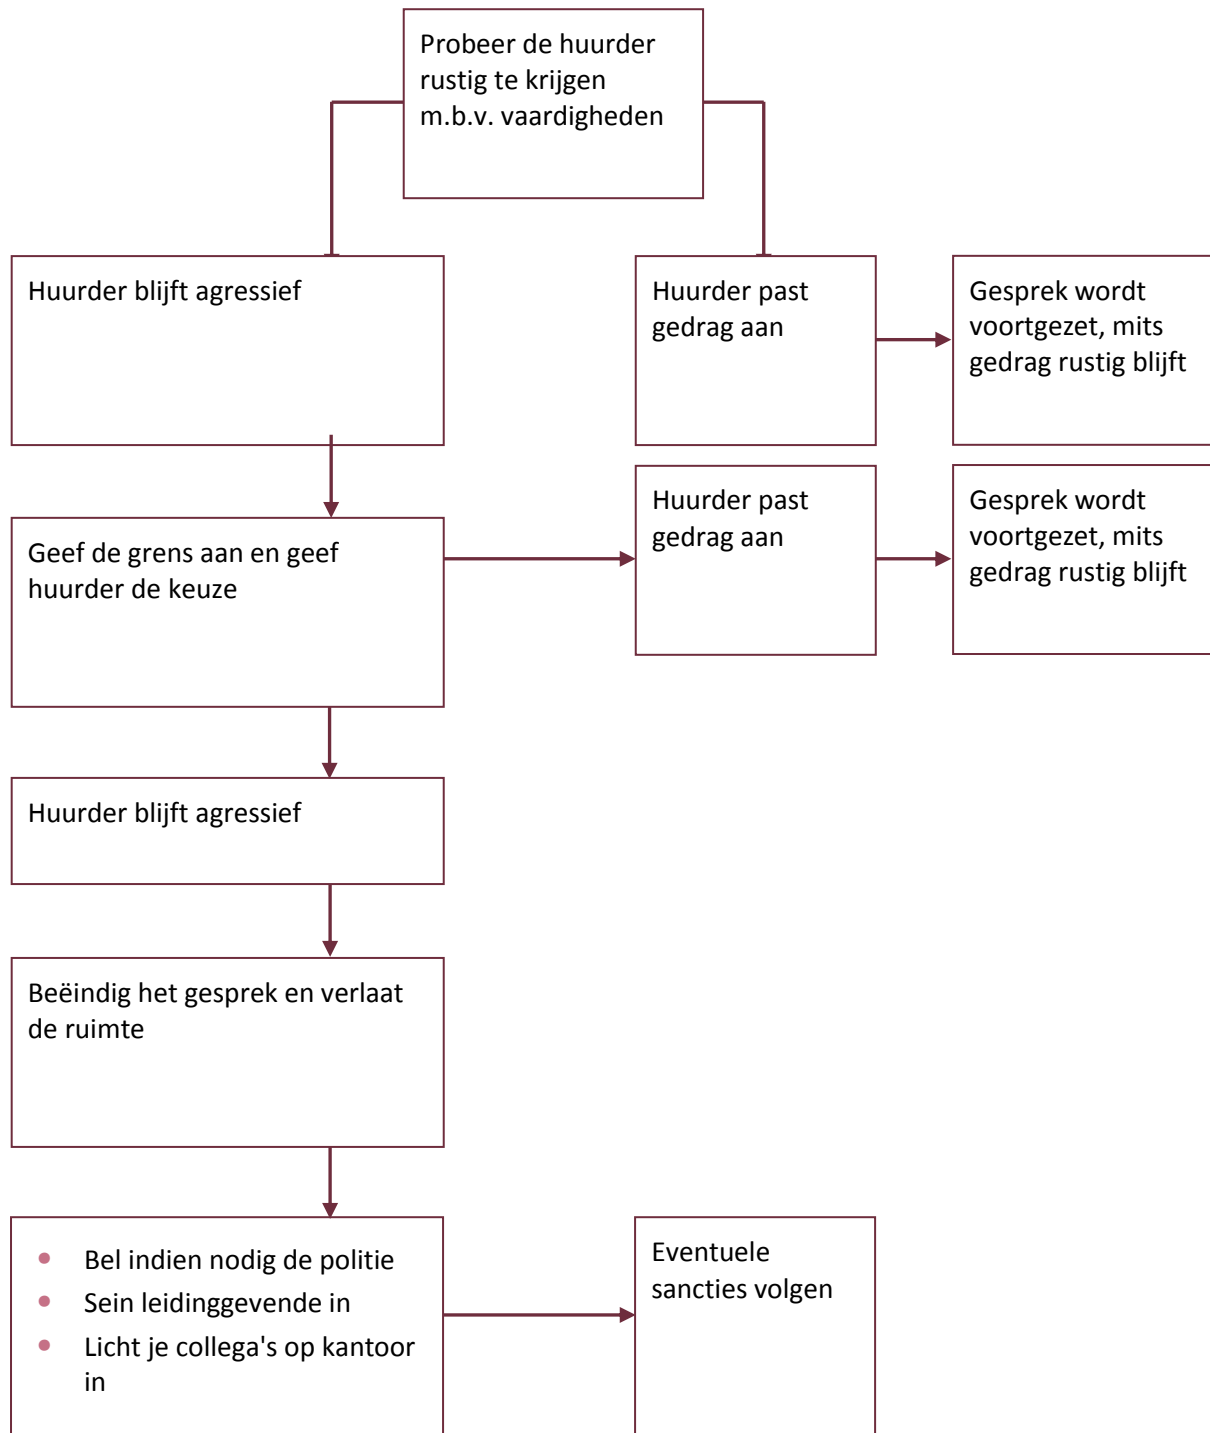 Probeer de huurder
rustig te krijgen
m.b.v. vaardigheden
Huurder blijft agressief
Huurder past
gedrag aan
Gesprek wordt
voortgezet, mits
gedrag rustig blijft
Geef de grens aan en geef
huurder de keuze
Huurder past
gedrag aan
Gesprek wordt
voortgezet, mits
gedrag rustig blijft
Huurder blijft agressief
Beëindig het gesprek en verlaat
de ruimte
• Bel indien nodig de politie
• Sein leidinggevende in
• Licht je collega's op kantoor
in
Eventuele
sancties volgen